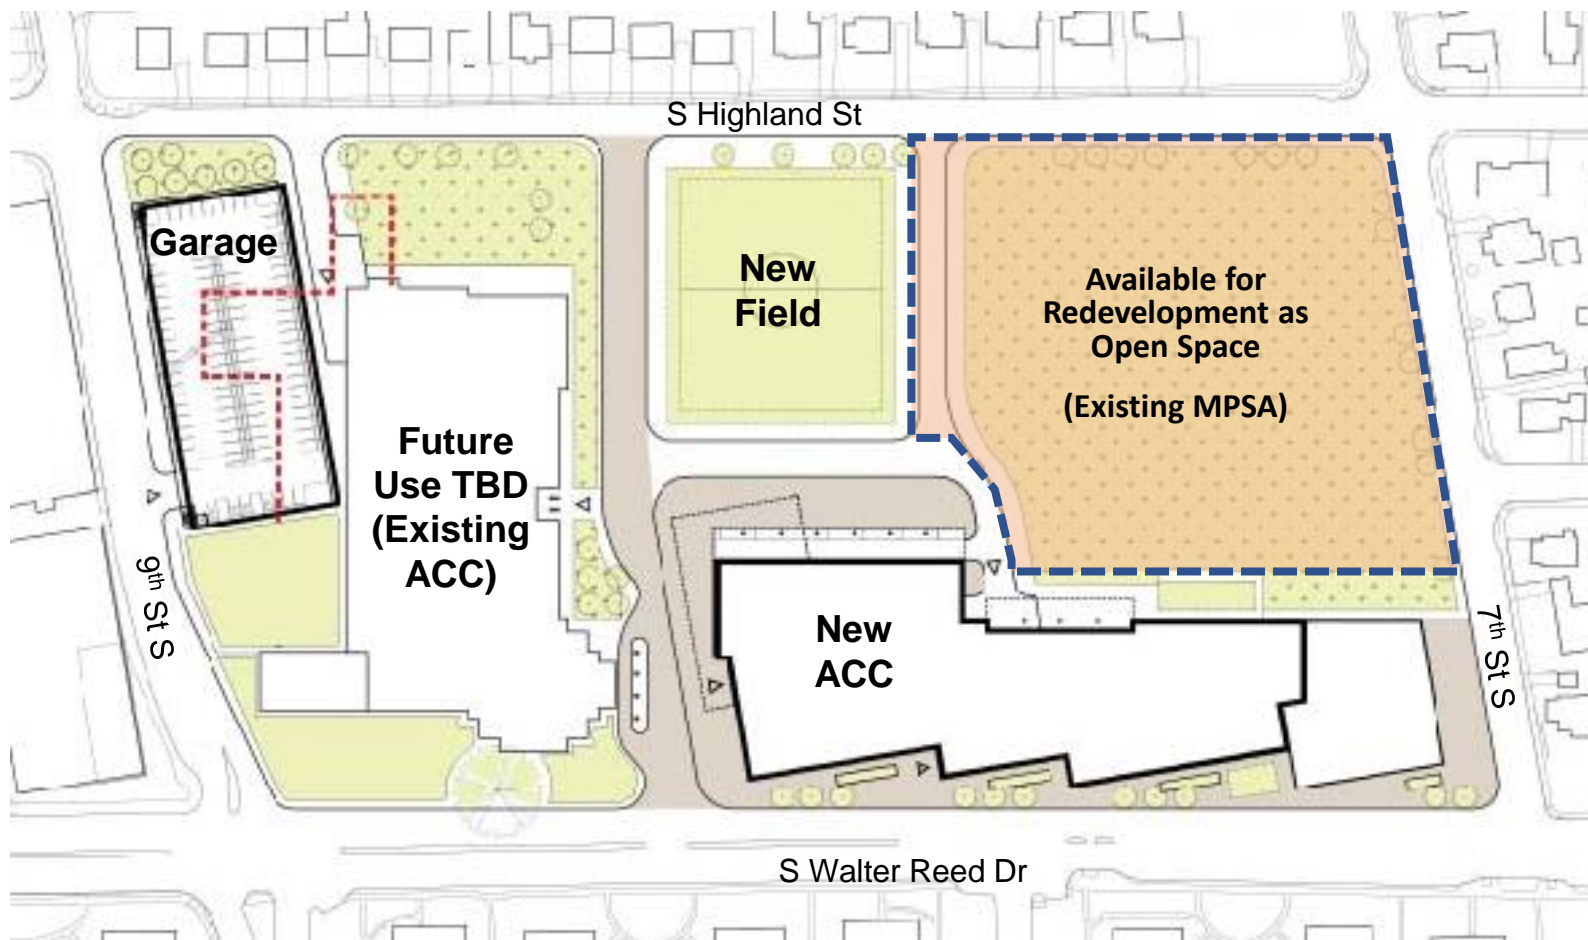 S Highland St
Garage
New
Field
Available for
Redevelopment as
Open Space
(Existing MPSA)
Future
Use TBD
(Existing
ACC)
9th St S
New
ACC
7th St S
S Walter Reed Dr